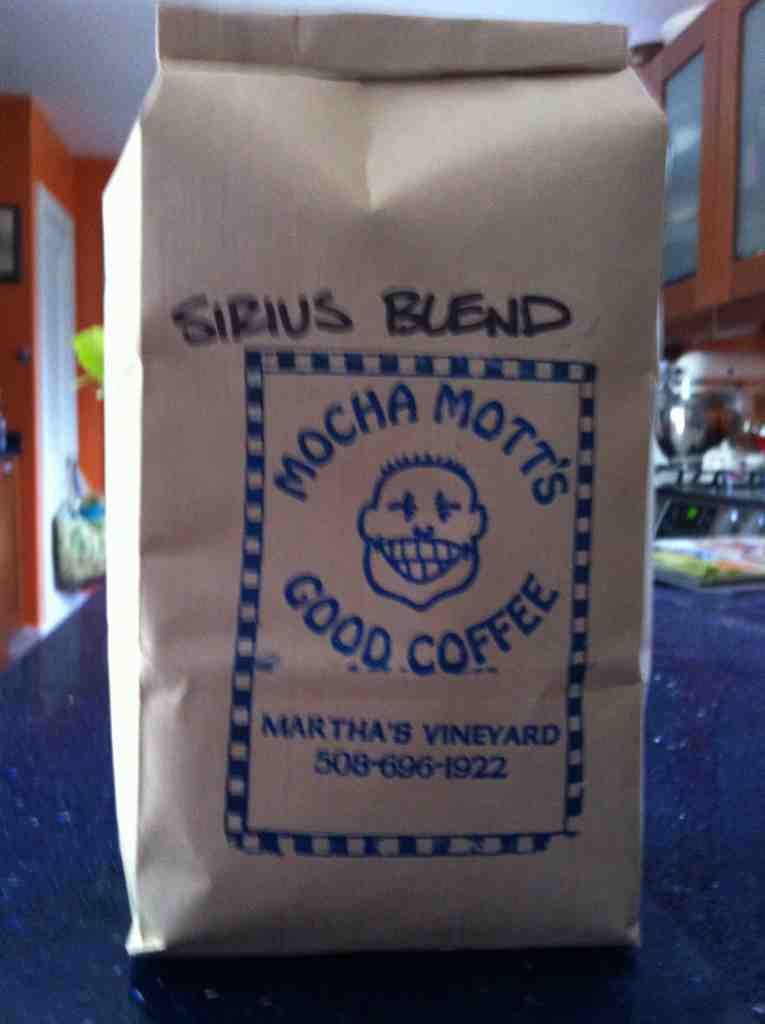 SIRIUS BLEND
MOCHA MOTT'S
GOOD COFFEE
MARTHA'S VINEYARD
508-696-1922